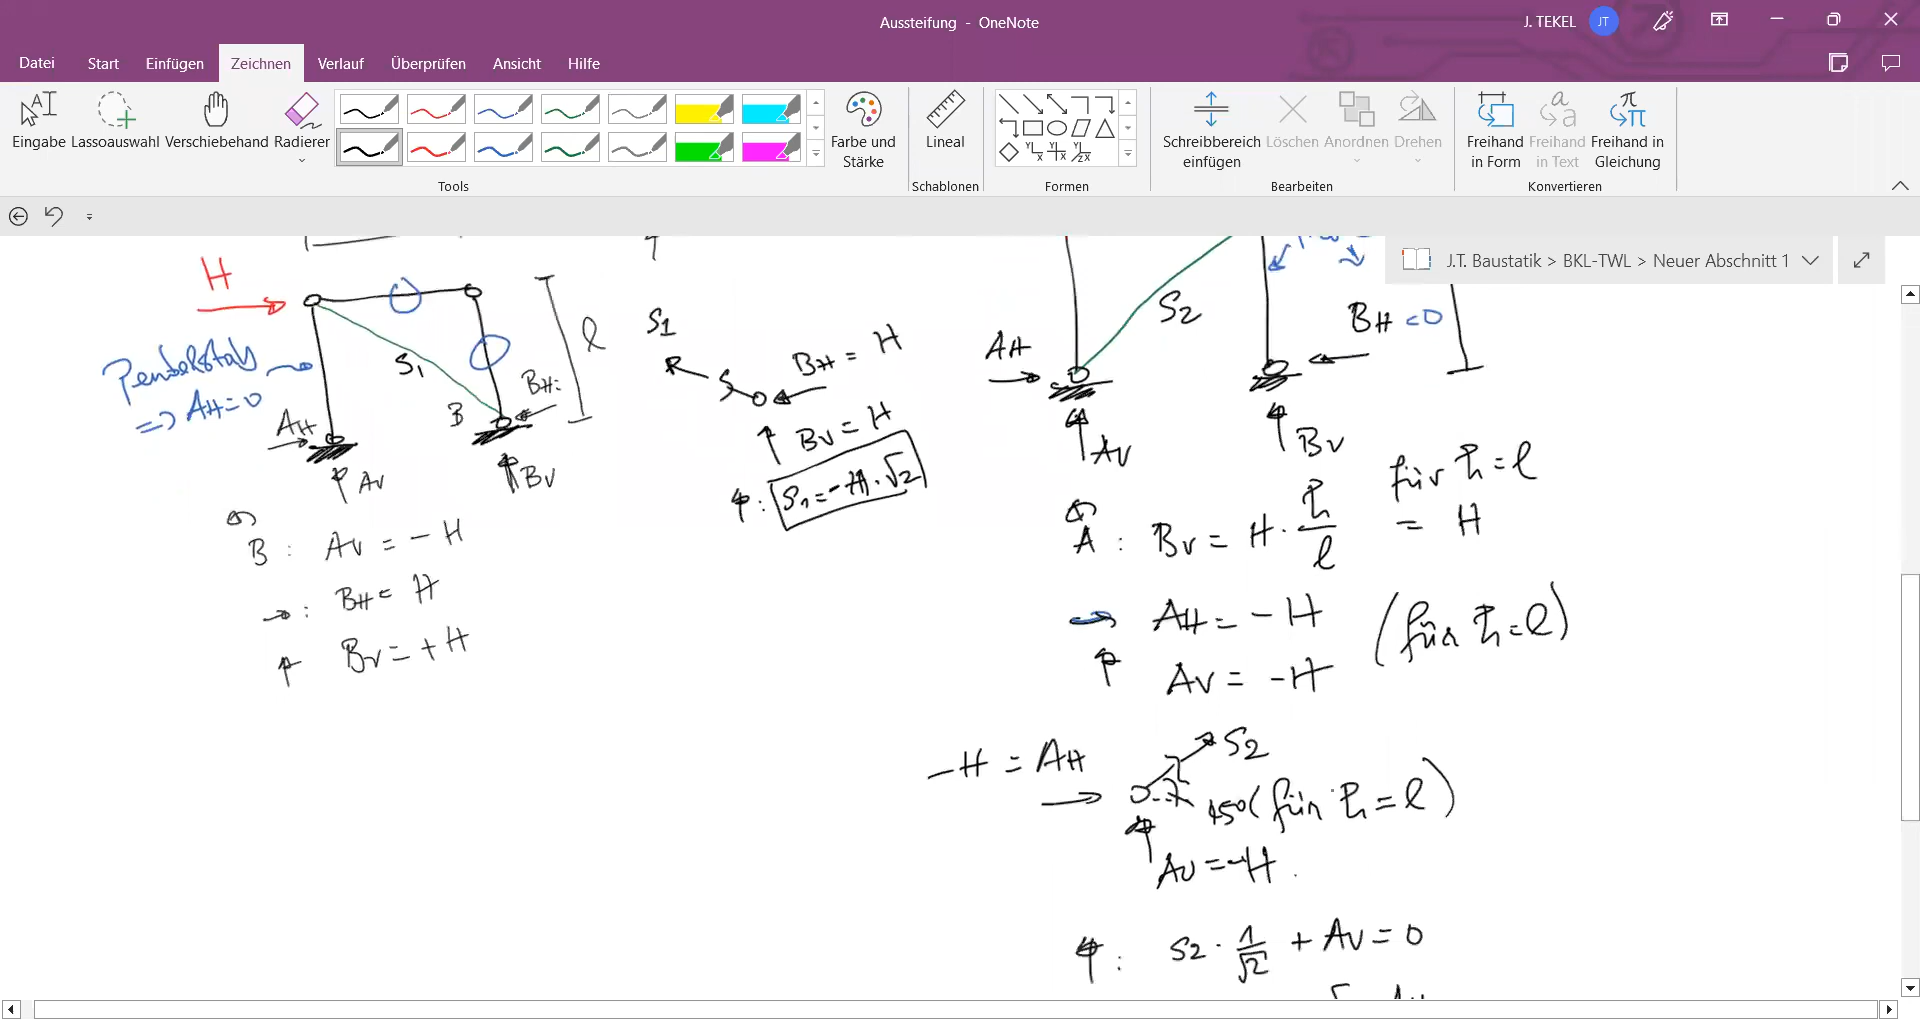 Aussteifung - OneNote
J. TEKEL
JT
Datei
Start
Einfügen
Zeichnen
Verlauf
Überprüfen
Ansicht
Hilfe
Eingabe
Lassoauswahl
Verschiebehand
Radierer
Tools
Farbe und Stärke
Lineal
Schablonen
Formen
Schreibbereich einfügen
Löschen
Anordnen
Drehen
Bearbeiten
Freihand in Form
Freihand in Text
Freihand in Gleichung
Konvertieren
J.T. Baustatik > BKL-TWL > Neuer Abschnitt 1
H
Pendelstab
=> AH=0
S1
l
B
BH:
AH
AV
BV
B : AV = - H
→ : BH = H
↑ BV = + H
S1
S
BH = H
BV = H
↑ : S1 = -H · √2
S2
AH
BH = 0
AV
BV
A : BV = H · h/l
für h = l
= H
→ AH = - H
(für h = l)
↑ AV = -H
-H = AH
S2
45° (für h = l)
AV = -H
↑ : S2 · 1/√2 + AV = 0